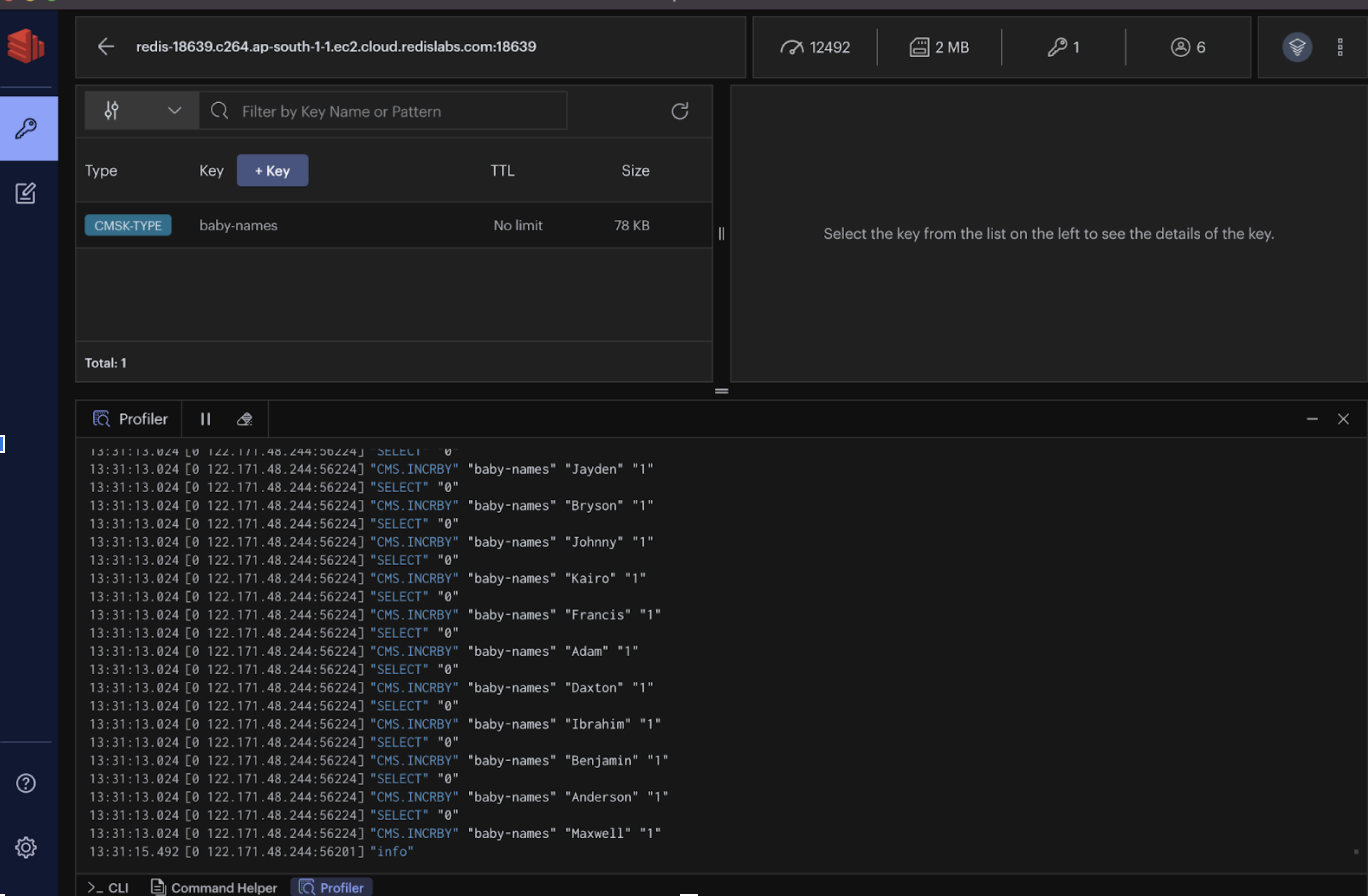 redis-18639.c264.ap-south-1-1.ec2.cloud.redislabs.com:18639
12492
2 MB
1
6
Filter by Key Name or Pattern
Type Key + Key TTL Size
CMSK-TYPE baby-names No limit 78 KB
Select the key from the list on the left to see the details of the key.
Total: 1
Profiler
13:31:13.024 [0 122.171.48.244:56224] "SELECT" "0"
13:31:13.024 [0 122.171.48.244:56224] "CMS.INCRBY" "baby-names" "Jayden" "1"
13:31:13.024 [0 122.171.48.244:56224] "SELECT" "0"
13:31:13.024 [0 122.171.48.244:56224] "CMS.INCRBY" "baby-names" "Bryson" "1"
13:31:13.024 [0 122.171.48.244:56224] "SELECT" "0"
13:31:13.024 [0 122.171.48.244:56224] "CMS.INCRBY" "baby-names" "Johnny" "1"
13:31:13.024 [0 122.171.48.244:56224] "SELECT" "0"
13:31:13.024 [0 122.171.48.244:56224] "CMS.INCRBY" "baby-names" "Kairo" "1"
13:31:13.024 [0 122.171.48.244:56224] "SELECT" "0"
13:31:13.024 [0 122.171.48.244:56224] "CMS.INCRBY" "baby-names" "Francis" "1"
13:31:13.024 [0 122.171.48.244:56224] "SELECT" "0"
13:31:13.024 [0 122.171.48.244:56224] "CMS.INCRBY" "baby-names" "Adam" "1"
13:31:13.024 [0 122.171.48.244:56224] "SELECT" "0"
13:31:13.024 [0 122.171.48.244:56224] "CMS.INCRBY" "baby-names" "Daxton" "1"
13:31:13.024 [0 122.171.48.244:56224] "SELECT" "0"
13:31:13.024 [0 122.171.48.244:56224] "CMS.INCRBY" "baby-names" "Ibrahim" "1"
13:31:13.024 [0 122.171.48.244:56224] "SELECT" "0"
13:31:13.024 [0 122.171.48.244:56224] "CMS.INCRBY" "baby-names" "Benjamin" "1"
13:31:13.024 [0 122.171.48.244:56224] "SELECT" "0"
13:31:13.024 [0 122.171.48.244:56224] "CMS.INCRBY" "baby-names" "Anderson" "1"
13:31:13.024 [0 122.171.48.244:56224] "SELECT" "0"
13:31:13.024 [0 122.171.48.244:56224] "CMS.INCRBY" "baby-names" "Maxwell" "1"
13:31:15.492 [0 122.171.48.244:56201] "info"
>_ CLI Command Helper Profiler